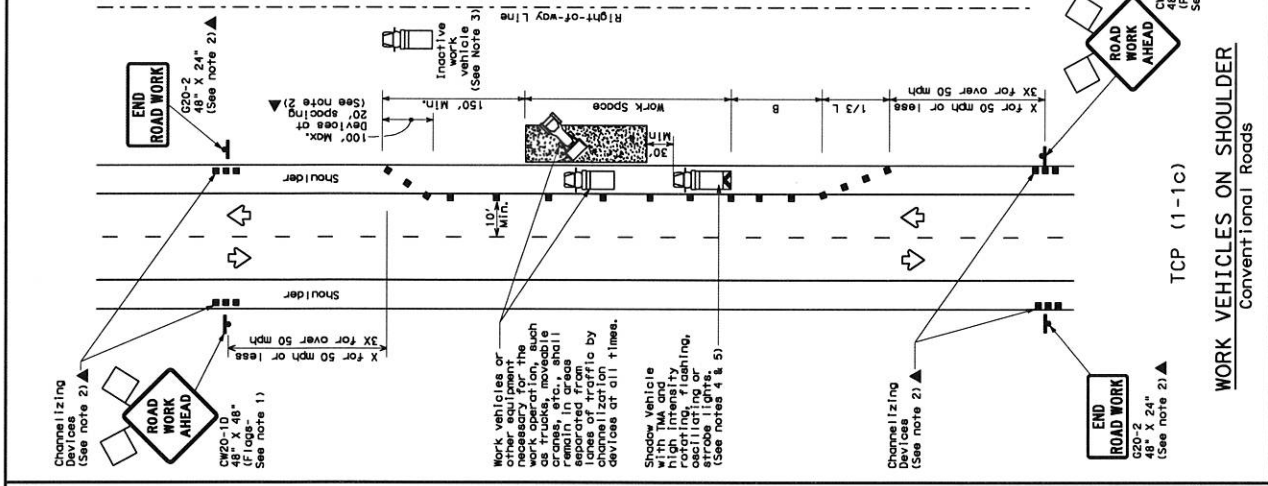 Right-of-way Line
Inactive
work
vehicle
(See Note 3)
END
ROAD WORK
G20-2
48" X 24"
(See note 2)▲
100' Max.
Devices at
20' spacing
(See note 2)
▲
150' Min.
Work Space
30'
Min
B
1/3 L
X for 50 mph or less
3X for over 50 mph
ROAD
WORK
AHEAD
Shoulder
10'
Min.
Shoulder
X for 50 mph or less
3X for over 50 mph
Channelizing
Devices
(See note 2)▲
ROAD
WORK
AHEAD
CW20-1D
48" X 48"
(Flags-
See note 1)
Work vehicles or
other equipment
necessary for the
work operation, such
as trucks, moveable
cranes, etc., shall
remain in areas
separated from
lanes of traffic by
channelization
devices at all times.
Shadow Vehicle
with TMA and
high intensity
rotating, flashing,
oscillating or
strobe lights.
(See notes 4 & 5)
Channelizing
Devices
(See note 2)▲
END
ROAD WORK
G20-2
48" X 24"
(See note 2)▲
TCP (1-1c)
WORK VEHICLES ON SHOULDER
Conventional Roads